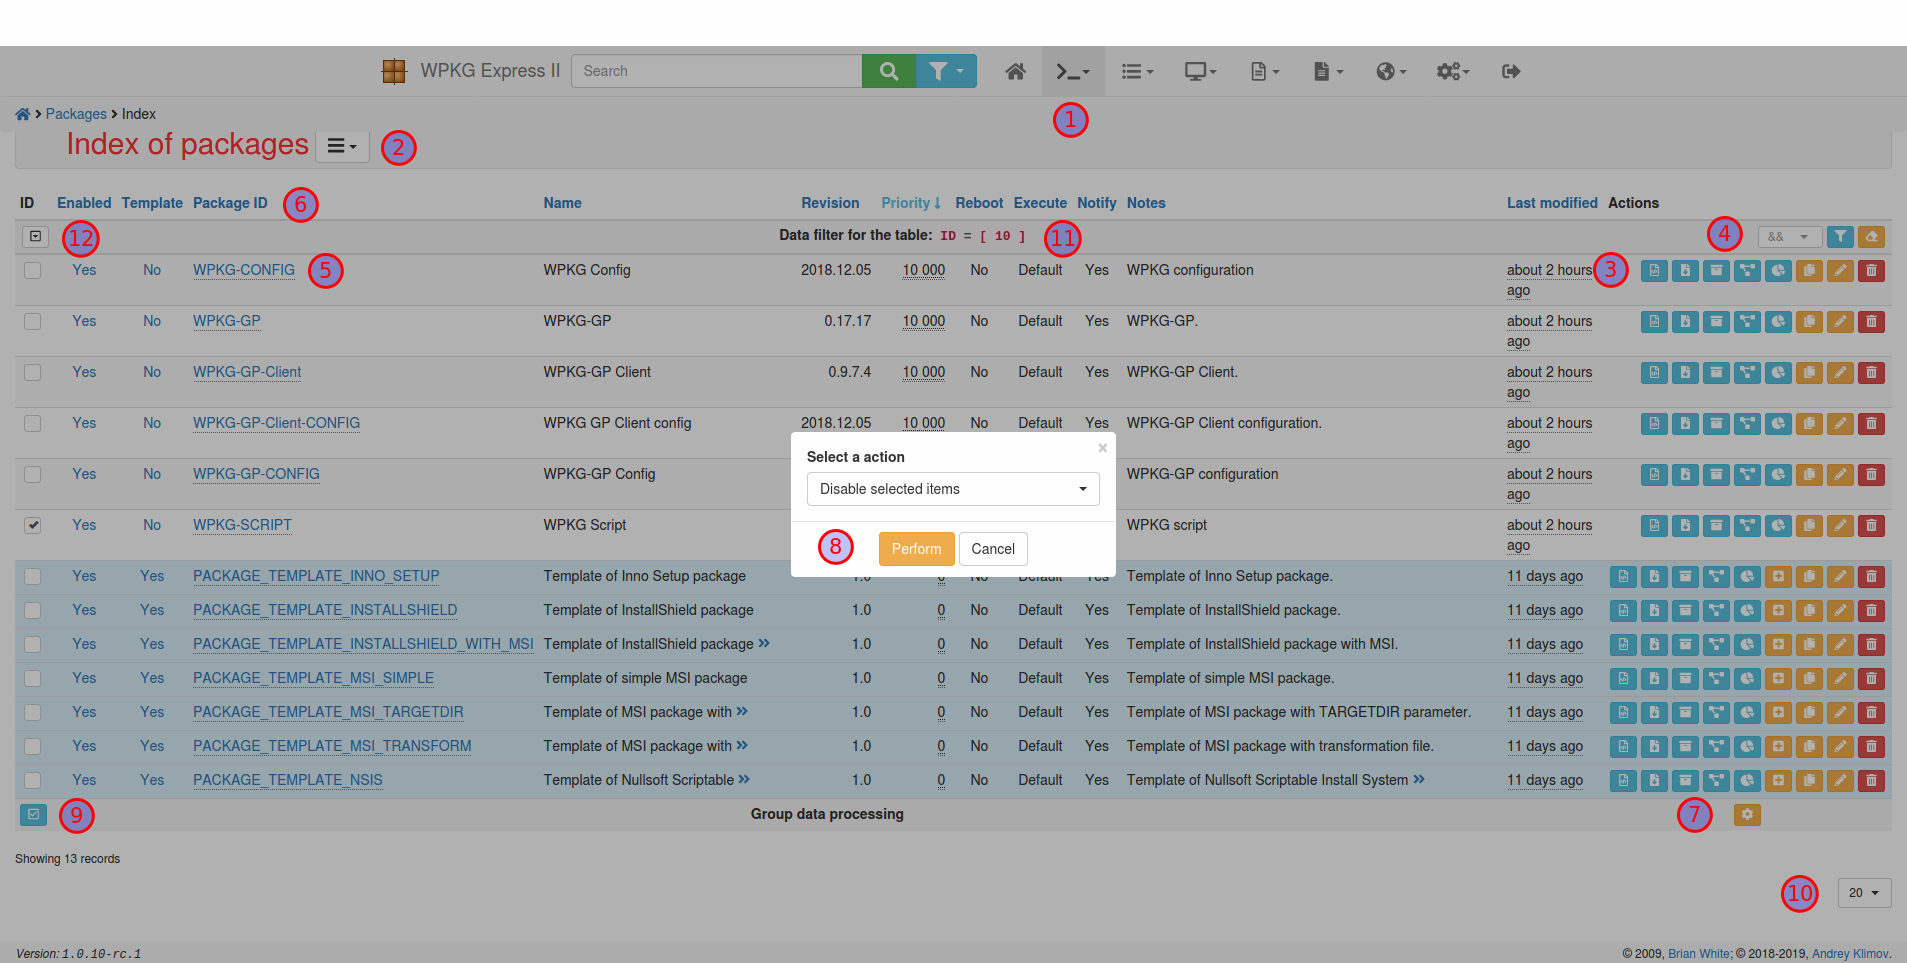 WPKG Express II Search
1
Packages Index
Index of packages 2
ID Enabled Template Package ID 6 Name Revision Priority Reboot Execute Notify Notes Last modified Actions
12 Data filter for the table: ID = [ 10 ] 11 4 &&
Yes No WPKG-CONFIG 5 WPKG Config 2018.12.05 10 000 No Default Yes WPKG configuration about 2 hours ago 3
Yes No WPKG-GP WPKG-GP 0.17.17 10 000 No Default Yes WPKG-GP. about 2 hours ago
Yes No WPKG-GP-Client WPKG-GP Client 0.9.7.4 10 000 No Default Yes WPKG-GP Client. about 2 hours ago
Yes No WPKG-GP-Client-CONFIG WPKG GP Client config 2018.12.05 10 000 No Default Yes WPKG-GP Client configuration. about 2 hours ago
Yes No WPKG-GP-CONFIG WPKG-GP Config WPKG-GP configuration about 2 hours ago
Yes No WPKG-SCRIPT WPKG Script WPKG script about 2 hours ago
Select a action
Disable selected items
8 Perform Cancel
Yes Yes PACKAGE_TEMPLATE_INNO_SETUP Template of Inno Setup package 1.0 0 No Default Yes Template of Inno Setup package. 11 days ago
Yes Yes PACKAGE_TEMPLATE_INSTALLSHIELD Template of InstallShield package 1.0 0 No Default Yes Template of InstallShield package. 11 days ago
Yes Yes PACKAGE_TEMPLATE_INSTALLSHIELD_WITH_MSI Template of InstallShield package 1.0 0 No Default Yes Template of InstallShield package with MSI. 11 days ago
Yes Yes PACKAGE_TEMPLATE_MSI_SIMPLE Template of simple MSI package 1.0 0 No Default Yes Template of simple MSI package. 11 days ago
Yes Yes PACKAGE_TEMPLATE_MSI_TARGETDIR Template of MSI package with 1.0 0 No Default Yes Template of MSI package with TARGETDIR parameter. 11 days ago
Yes Yes PACKAGE_TEMPLATE_MSI_TRANSFORM Template of MSI package with 1.0 0 No Default Yes Template of MSI package with transformation file. 11 days ago
Yes Yes PACKAGE_TEMPLATE_NSIS Template of Nullsoft Scriptable 1.0 0 No Default Yes Template of Nullsoft Scriptable Install System 11 days ago
9 Group data processing 7
Showing 13 records
10 20
Version: 1.0.10-rc.1 © 2009, Brian White; © 2018-2019, Andrey Klimov.